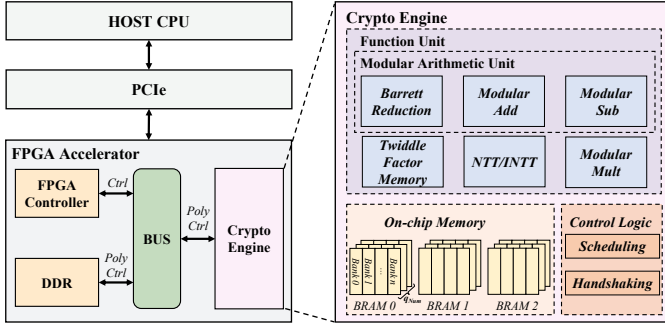 HOST CPU
PCIe
FPGA Accelerator
FPGA
Controller
Ctrl
BUS
Poly
Ctrl
Crypto
Engine
DDR
Poly
Ctrl
Crypto Engine
Function Unit
Modular Arithmetic Unit
Barrett
Reduction
Modular
Add
Modular
Sub
Twiddle
Factor
Memory
NTT/INTT
Modular
Mult
On-chip Memory
Bank 0
Bank 1
...
Bank n
qNum
BRAM 0
BRAM 1
BRAM 2
Control Logic
Scheduling
Handshaking